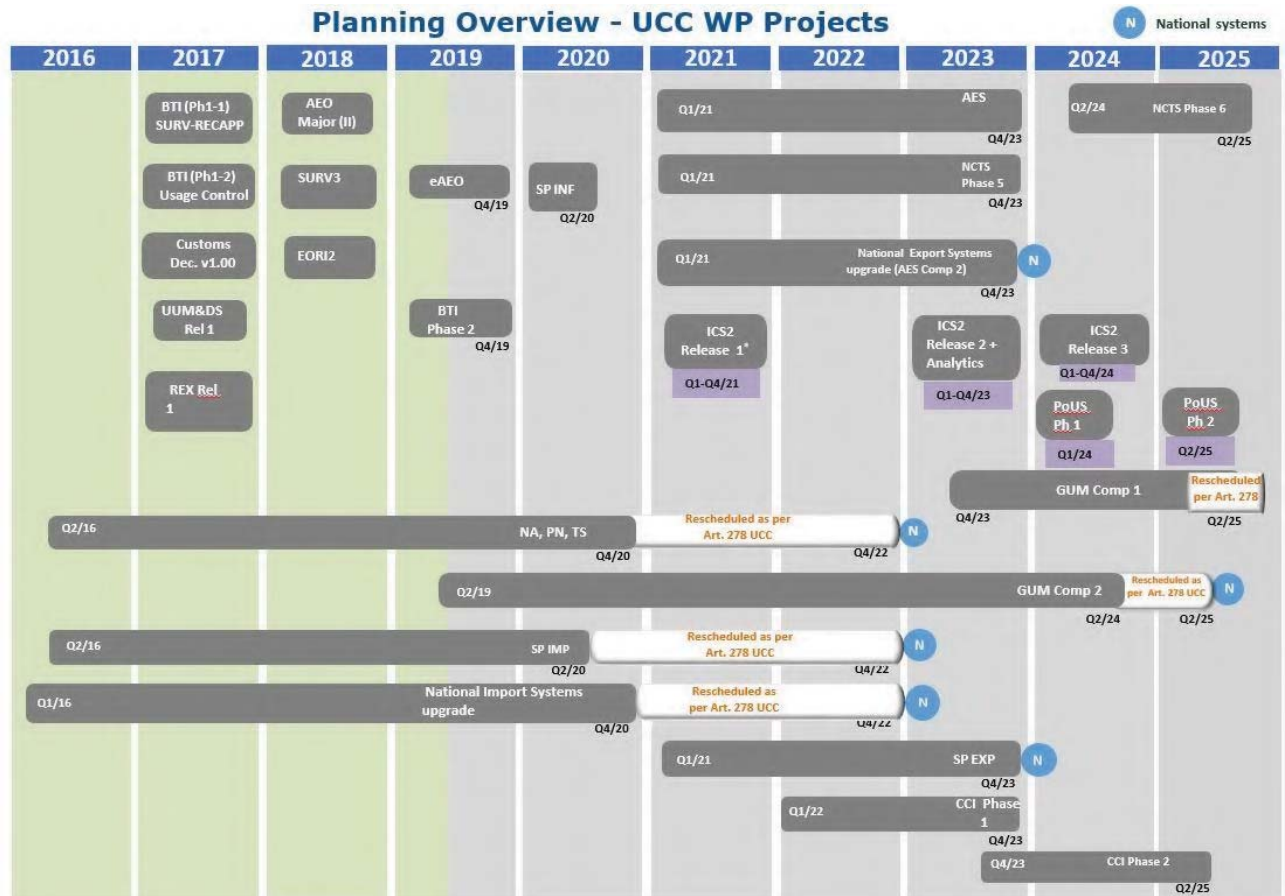 Planning Overview - UCC WP Projects
N National systems
2016 2017 2018 2019 2020 2021 2022 2023 2024 2025
BTI (Ph1-1)
SURV-RECAPP
AEO
Major (II)
Q1/21
AES
Q4/23
Q2/24
NCTS Phase 6
Q2/25
BTI (Ph1-2)
Usage Control
SURV3
eAEO
Q4/19
SP INF
Q2/20
Q1/21
NCTS
Phase 5
Q4/23
Customs
Dec. v1.00
EORI2
Q1/21
National Export Systems
upgrade (AES Comp 2)
Q4/23
N
UUM&DS
Rel 1
BTI
Phase 2
Q4/19
ICS2
Release 1*
Q1-Q4/21
ICS2
Release 2 +
Analytics
Q1-Q4/23
ICS2
Release 3
Q1-Q4/24
REX Rel
1
PoUS
Ph 1
Q1/24
PoUS
Ph 2
Q2/25
Q4/23
GUM Comp 1
Rescheduled
per Art. 278
Q2/25
Q2/16
NA, PN, TS
Q4/20
Rescheduled as per
Art. 278 UCC
Q4/22
N
Q2/19
GUM Comp 2
Q2/24
Rescheduled as
per Art. 278 UCC
Q2/25
N
Q2/16
SP IMP
Q2/20
Rescheduled as per
Art. 278 UCC
Q4/22
N
Q1/16
National Import Systems
upgrade
Q4/20
Rescheduled as
per Art. 278 UCC
Q4/22
N
Q1/21
SP EXP
Q4/23
N
Q1/22
CCI Phase
1
Q4/23
Q4/23
CCI Phase 2
Q2/25